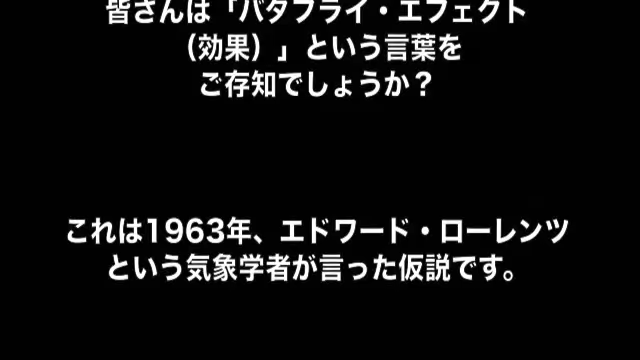 皆さんは「バタフライ・エフェクト
（効果）」という言葉を
ご存知でしょうか？
これは1963年、エドワード・ローレンツ
という気象学者が言った仮説です。